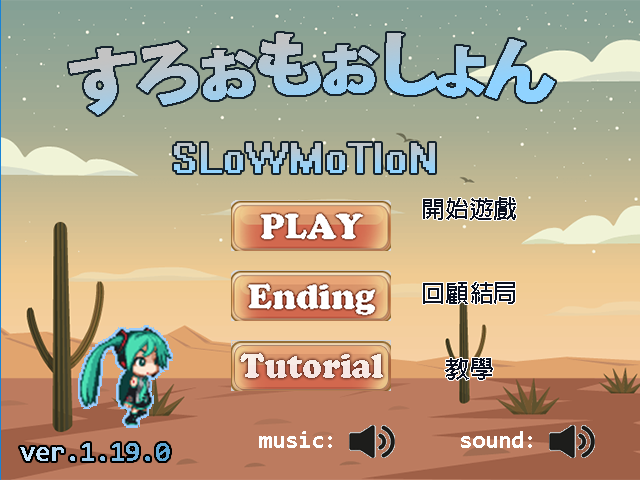 すろぉもぉしょん
SLoWMoTIoN
PLAY
開始遊戲
Ending
回顧結局
Tutorial
教學
music:
sound:
ver.1.19.0